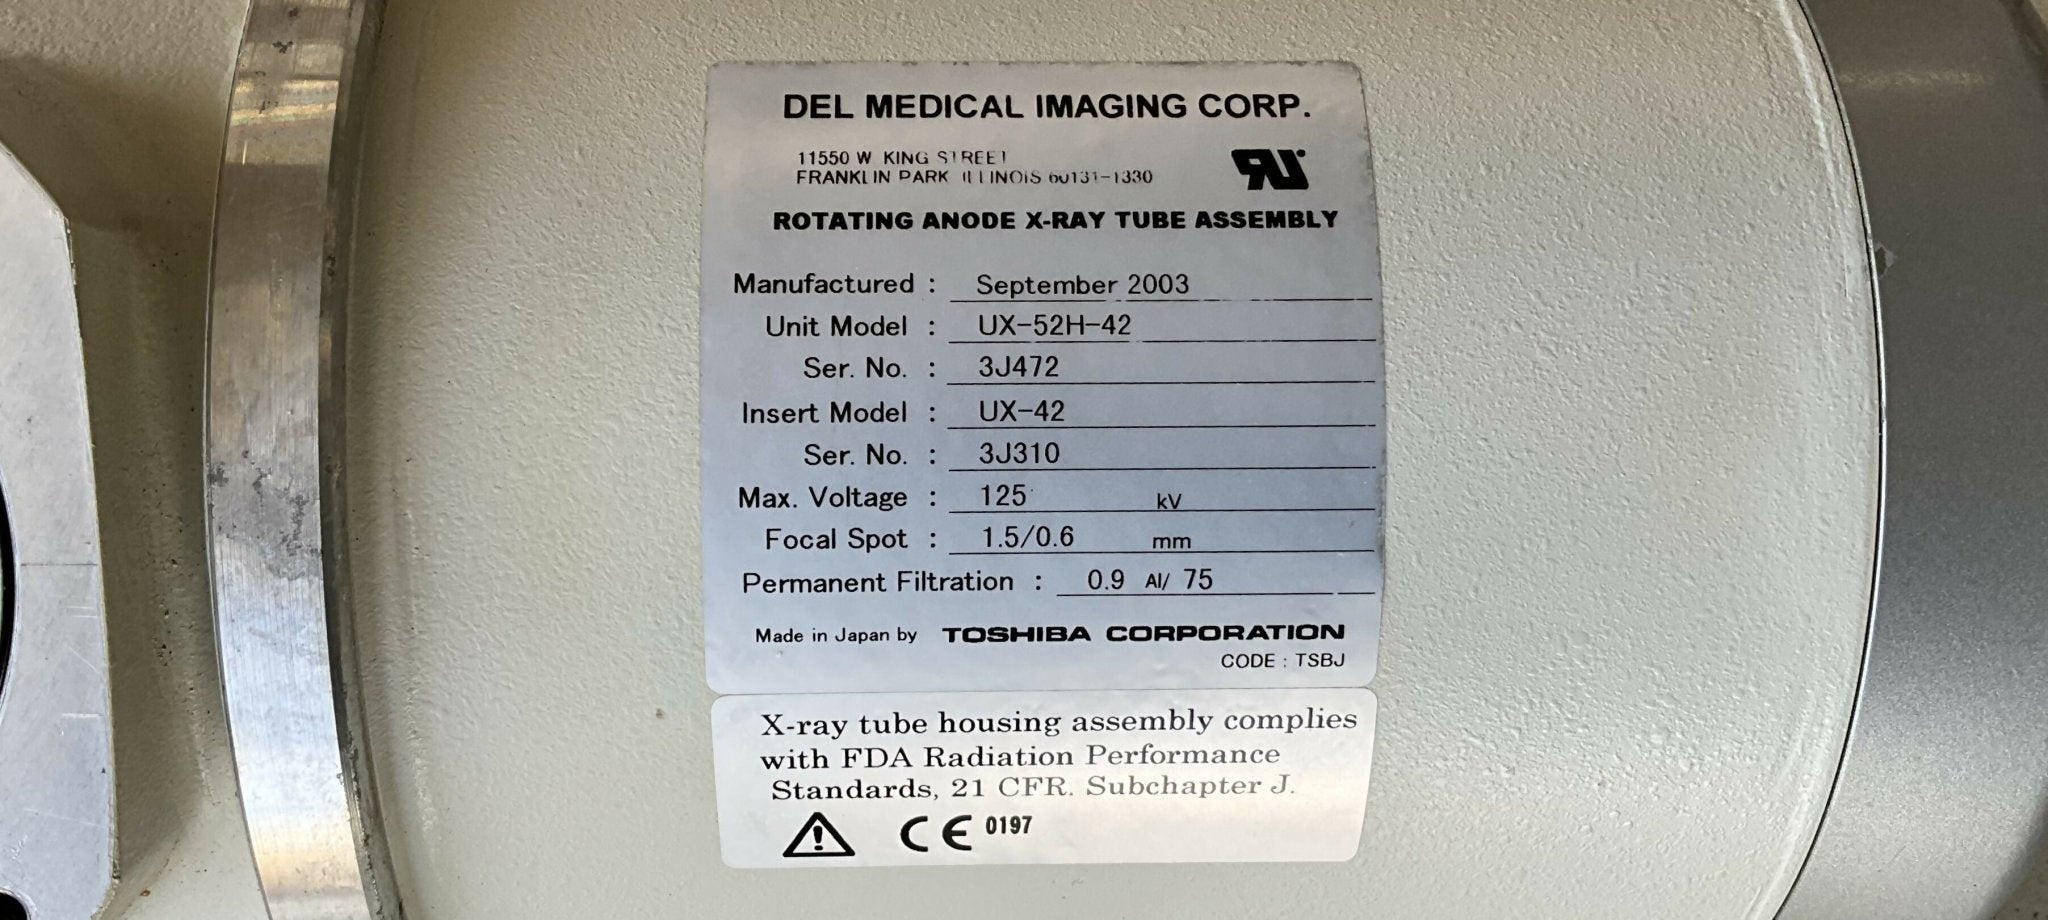 DEL MEDICAL IMAGING CORP.
11550 W. KING STREET
FRANKLIN PARK, ILLINOIS 60131-1330
ROTATING ANODE X-RAY TUBE ASSEMBLY
Manufactured : September 2003
Unit Model : UX-52H-42
Ser. No. : 3J472
Insert Model : UX-42
Ser. No. : 3J310
Max. Voltage : 125 kV
Focal Spot : 1.5/0.6 mm
Permanent Filtration : 0.9 Al/ 75
Made in Japan by TOSHIBA CORPORATION
CODE : TSBJ
X-ray tube housing assembly complies
with FDA Radiation Performance
Standards, 21 CFR. Subchapter J.
CE 0197